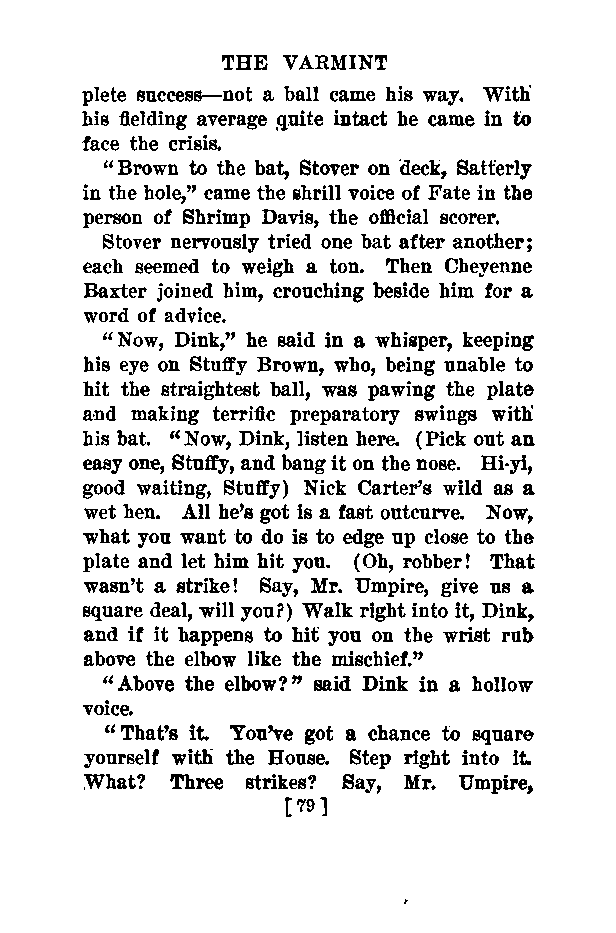 THE VARMINT
plete success—not a ball came his way. With
his fielding average quite intact he came in to
face the crisis.
“Brown to the bat, Stover on deck, Satterly
in the hole,” came the shrill voice of Fate in the
person of Shrimp Davis, the official scorer.
Stover nervously tried one bat after another;
each seemed to weigh a ton. Then Cheyenne
Baxter joined him, crouching beside him for a
word of advice.
“Now, Dink,” he said in a whisper, keeping
his eye on Stuffy Brown, who, being unable to
hit the straightest ball, was pawing the plate
and making terrific preparatory swings with
his bat. “Now, Dink, listen here. (Pick out an
easy one, Stuffy, and bang it on the nose. Hi-yi,
good waiting, Stuffy) Nick Carter’s wild as a
wet hen. All he’s got is a fast outcurve. Now,
what you want to do is to edge up close to the
plate and let him hit you. (Oh, robber! That
wasn’t a strike! Say, Mr. Umpire, give us a
square deal, will you?) Walk right into it, Dink,
and if it happens to hit you on the wrist rub
above the elbow like the mischief.”
“Above the elbow?” said Dink in a hollow
voice.
“That’s it. You’ve got a chance to square
yourself with the House. Step right into it.
What? Three strikes? Say, Mr. Umpire,
[79]